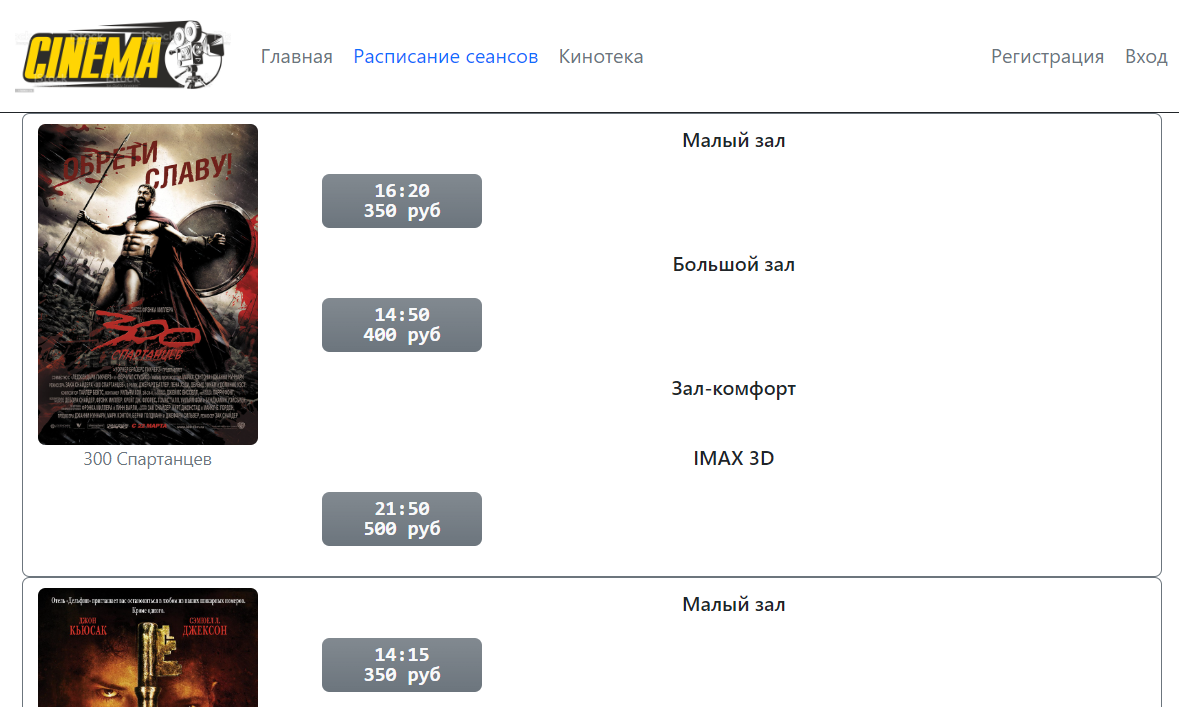 CINEMA
Главная
Расписание сеансов
Кинотека
Регистрация
Вход
ОБРЕТИ
СЛАВУ!
300
СПАРТАНЦЕВ
С 29 МАРТА
300 Спартанцев
Малый зал
16:20
350 руб
Большой зал
14:50
400 руб
Зал-комфорт
IMAX 3D
21:50
500 руб
Отель «Дельфин» приглашает вас остановиться в любом из наших шикарных номеров.
Кроме одного.
ДЖОН
КЬЮСАК
СЭМЮЭЛ Л.
ДЖЕКСОН
Малый зал
14:15
350 руб